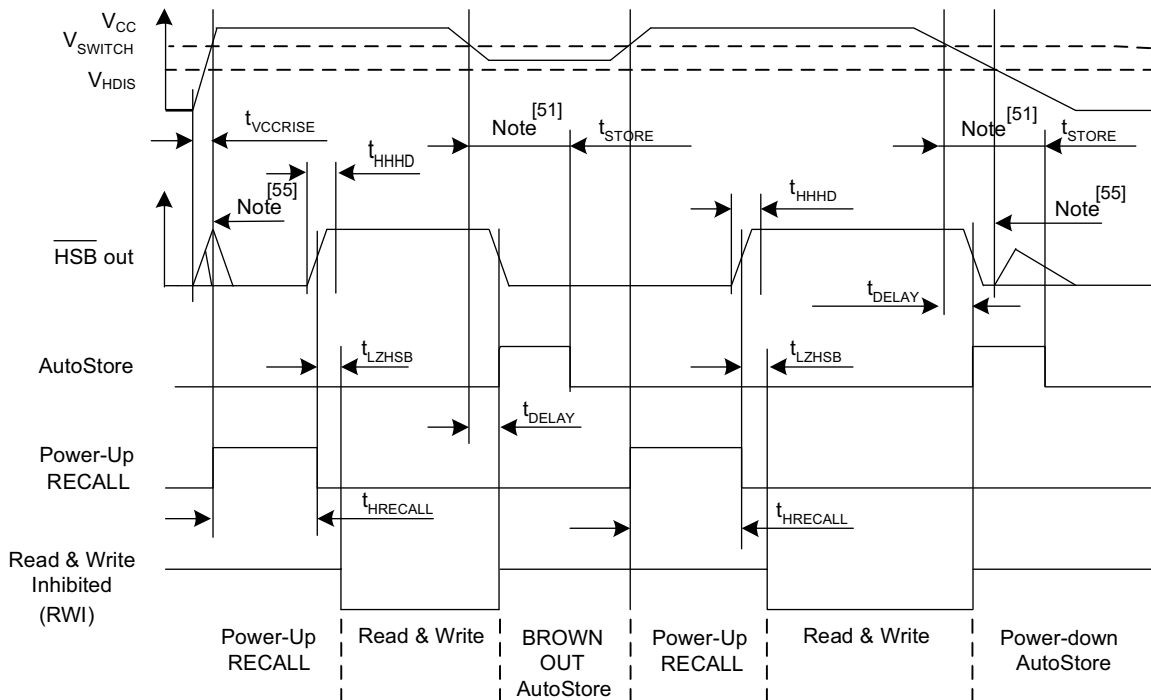 VCC
VSWITCH
VHDIS
tVCCRISE
Note[51]
tSTORE
Note[51]
tSTORE
tHHHD
Note[55]
tHHHD
Note[55]
HSB out
tDELAY
AutoStore
tLZHSB
tLZHSB
tDELAY
Power-Up
RECALL
tHRECALL
tHRECALL
Read & Write
Inhibited
(RWI)
Power-Up
RECALL
Read & Write
BROWN
OUT
AutoStore
Power-Up
RECALL
Read & Write
Power-down
AutoStore